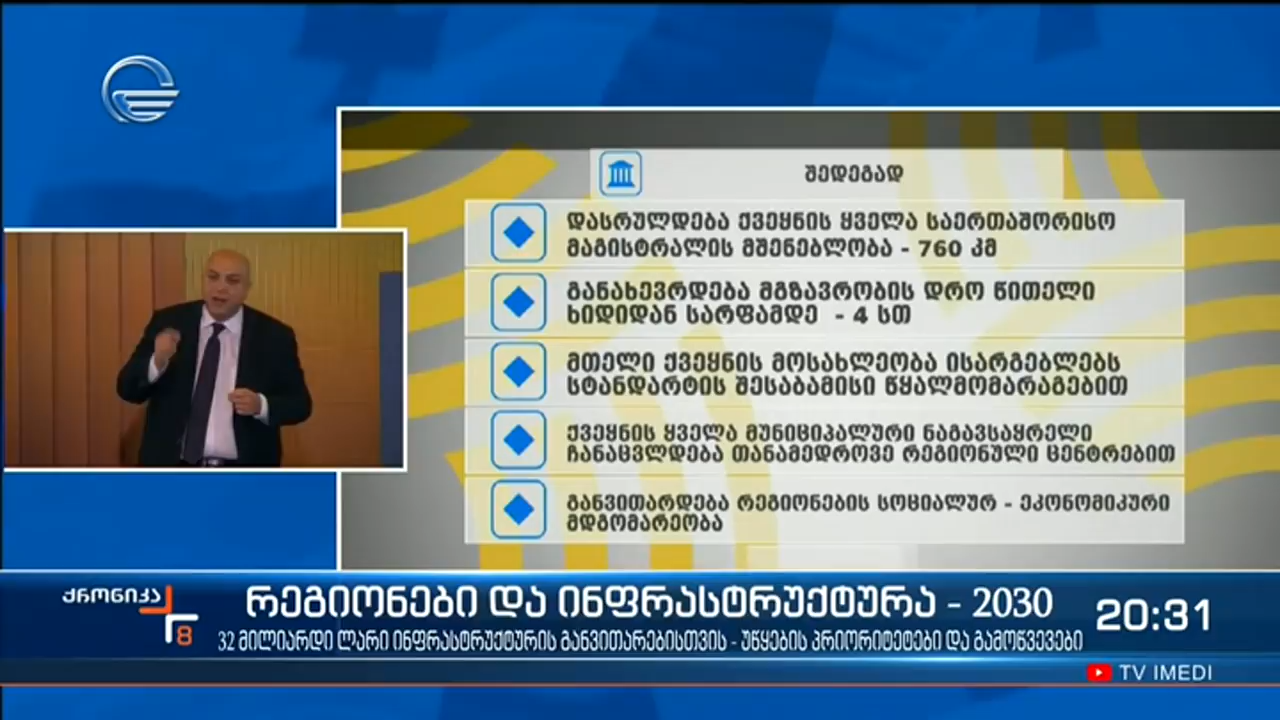 შედეგად
დასრულდება ქვეყნის ყველა საერთაშორისო
მაგისტრალის მშენებლობა - 760 კმ
განახევრდება მგზავრობის დრო წითელი
ხიდიდან სარფამდე - 4 სთ
მთელი ქვეყნის მოსახლეობა ისარგებლებს
სტანდარტის შესაბამისი წყალმომარაგებით
ქვეყნის ყველა მუნიციპალური ნაგავსაყრელი
ჩანაცვლდება თანამედროვე რეგიონული ცენტრებით
განვითარდება რეგიონების სოციალურ - ეკონომიკური
მდგომარეობა
ქრონიკა
8
რეგიონები და ინფრასტრუქტურა - 2030
32 მილიარდი ლარი ინფრასტრუქტურის განვითარებისთვის - უწყების პრიორიტეტები და გამოწვევები
20:31
TV IMEDI